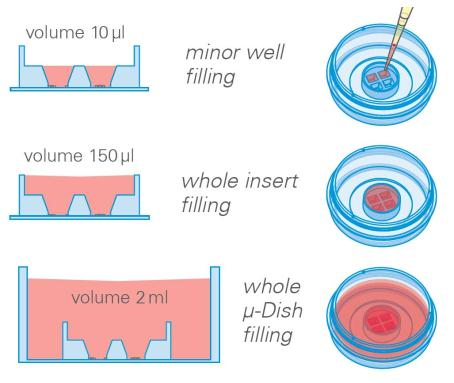 volume 10 µl
minor well
filling
volume 150 µl
whole insert
filling
volume 2 ml
whole
µ-Dish
filling